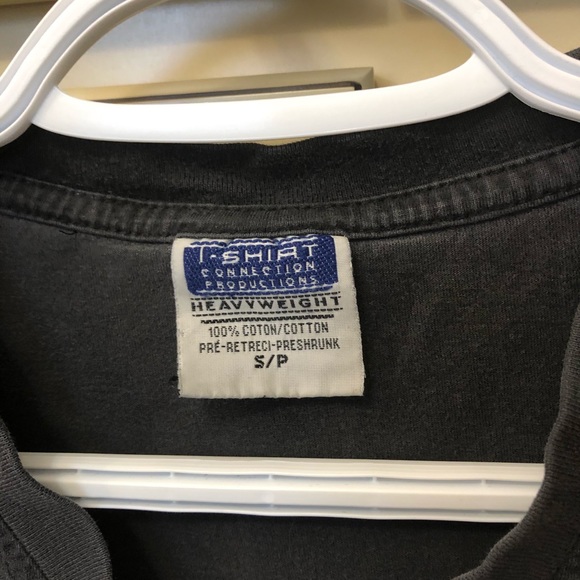 T-SHIRT
CONNECTION
PRODUCTIONS
HEAVYWEIGHT
100% COTON/COTTON
PRÉ-RETRECI-PRESHRUNK
S/P